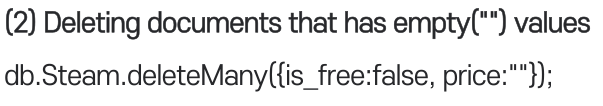 (2) Deleting documents that has empty("") values
db.Steam.deleteMany({is_free:false, price:""});